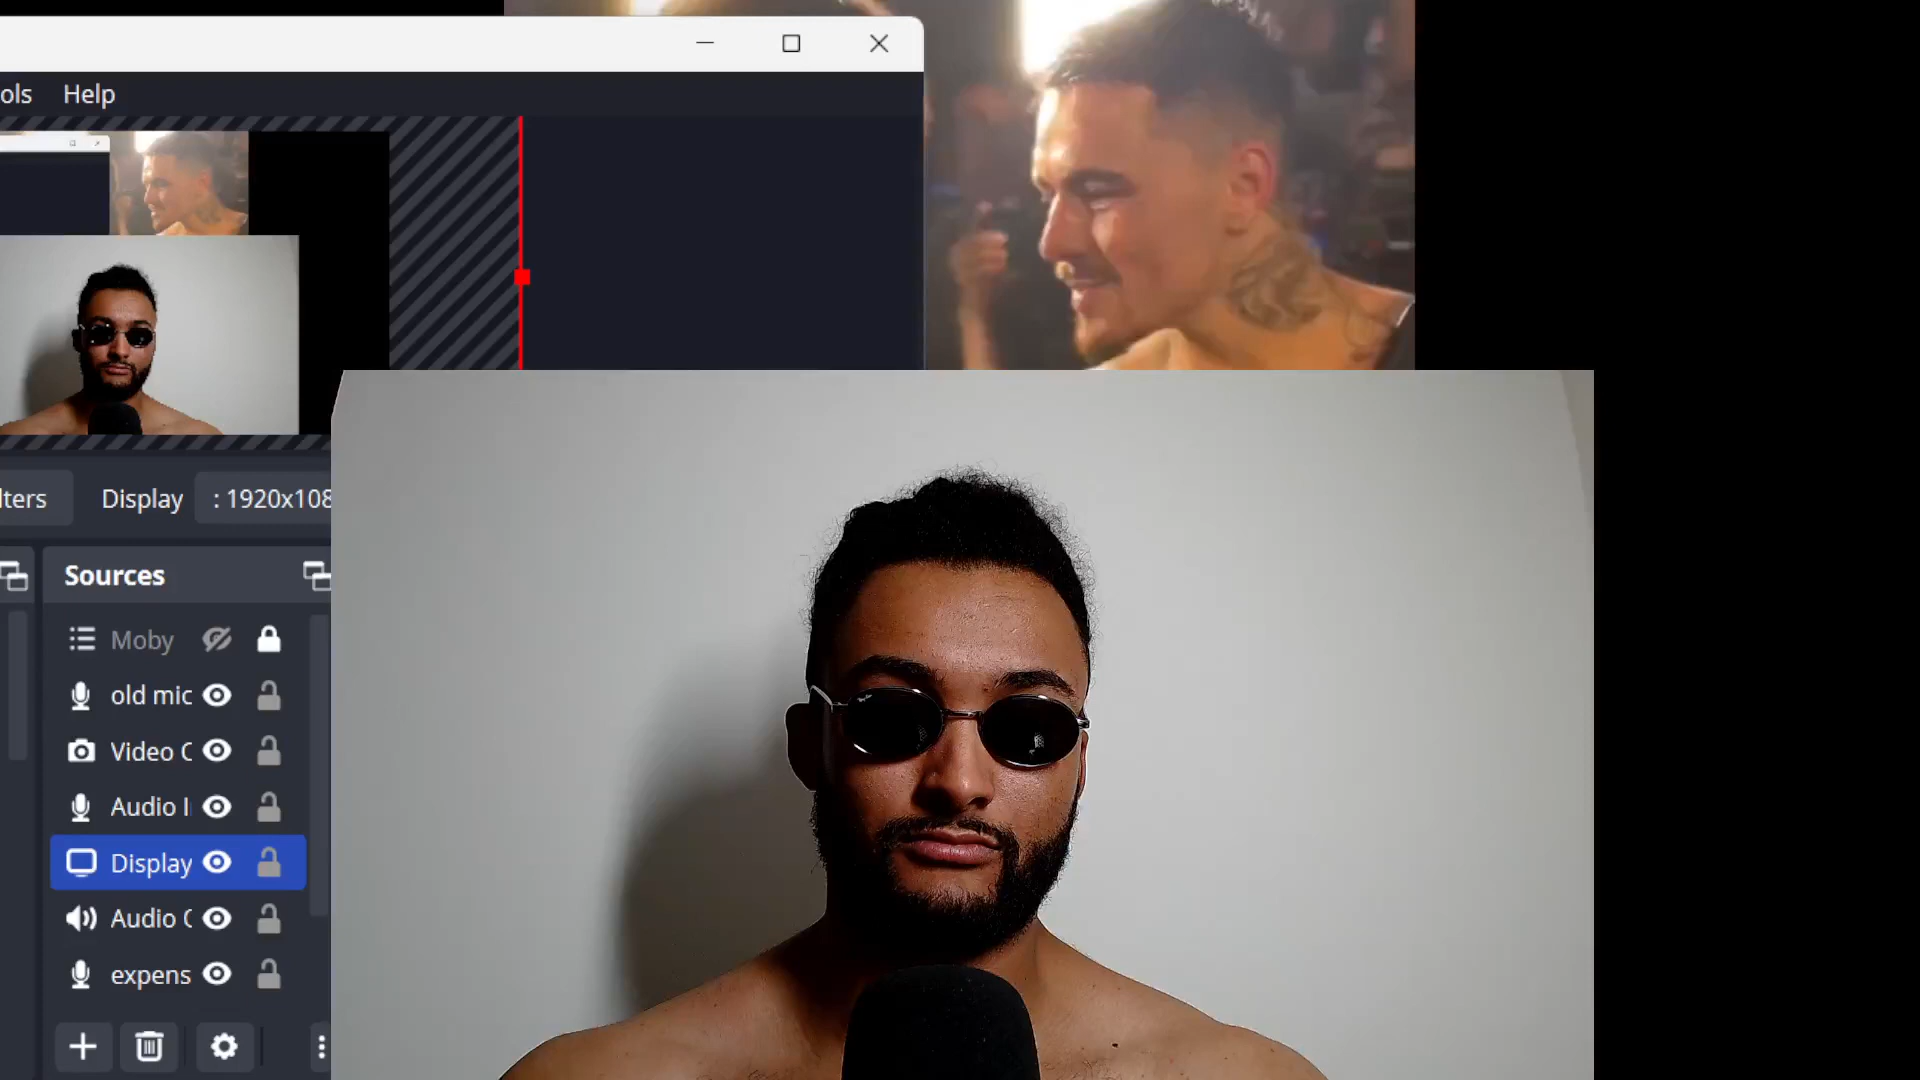 ols Help
lters Display : 1920x108
Sources
Moby
old mic
Video C
Audio I
Display
Audio O
expens